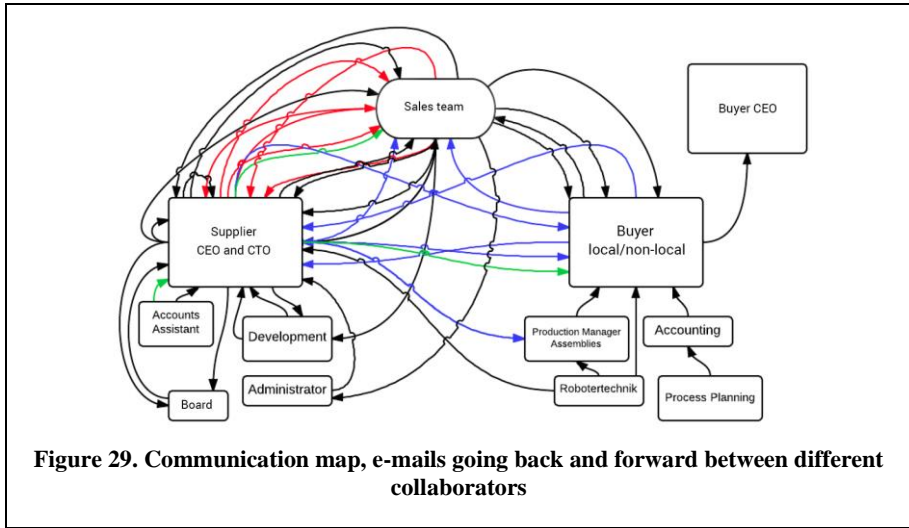 Sales team
Buyer CEO
Supplier
CEO and CTO
Buyer
local/non-local
Accounts
Assistant
Development
Production Manager
Assemblies
Accounting
Administrator
Robotertechnik
Board
Process Planning
Figure 29. Communication map, e-mails going back and forward between different
collaborators